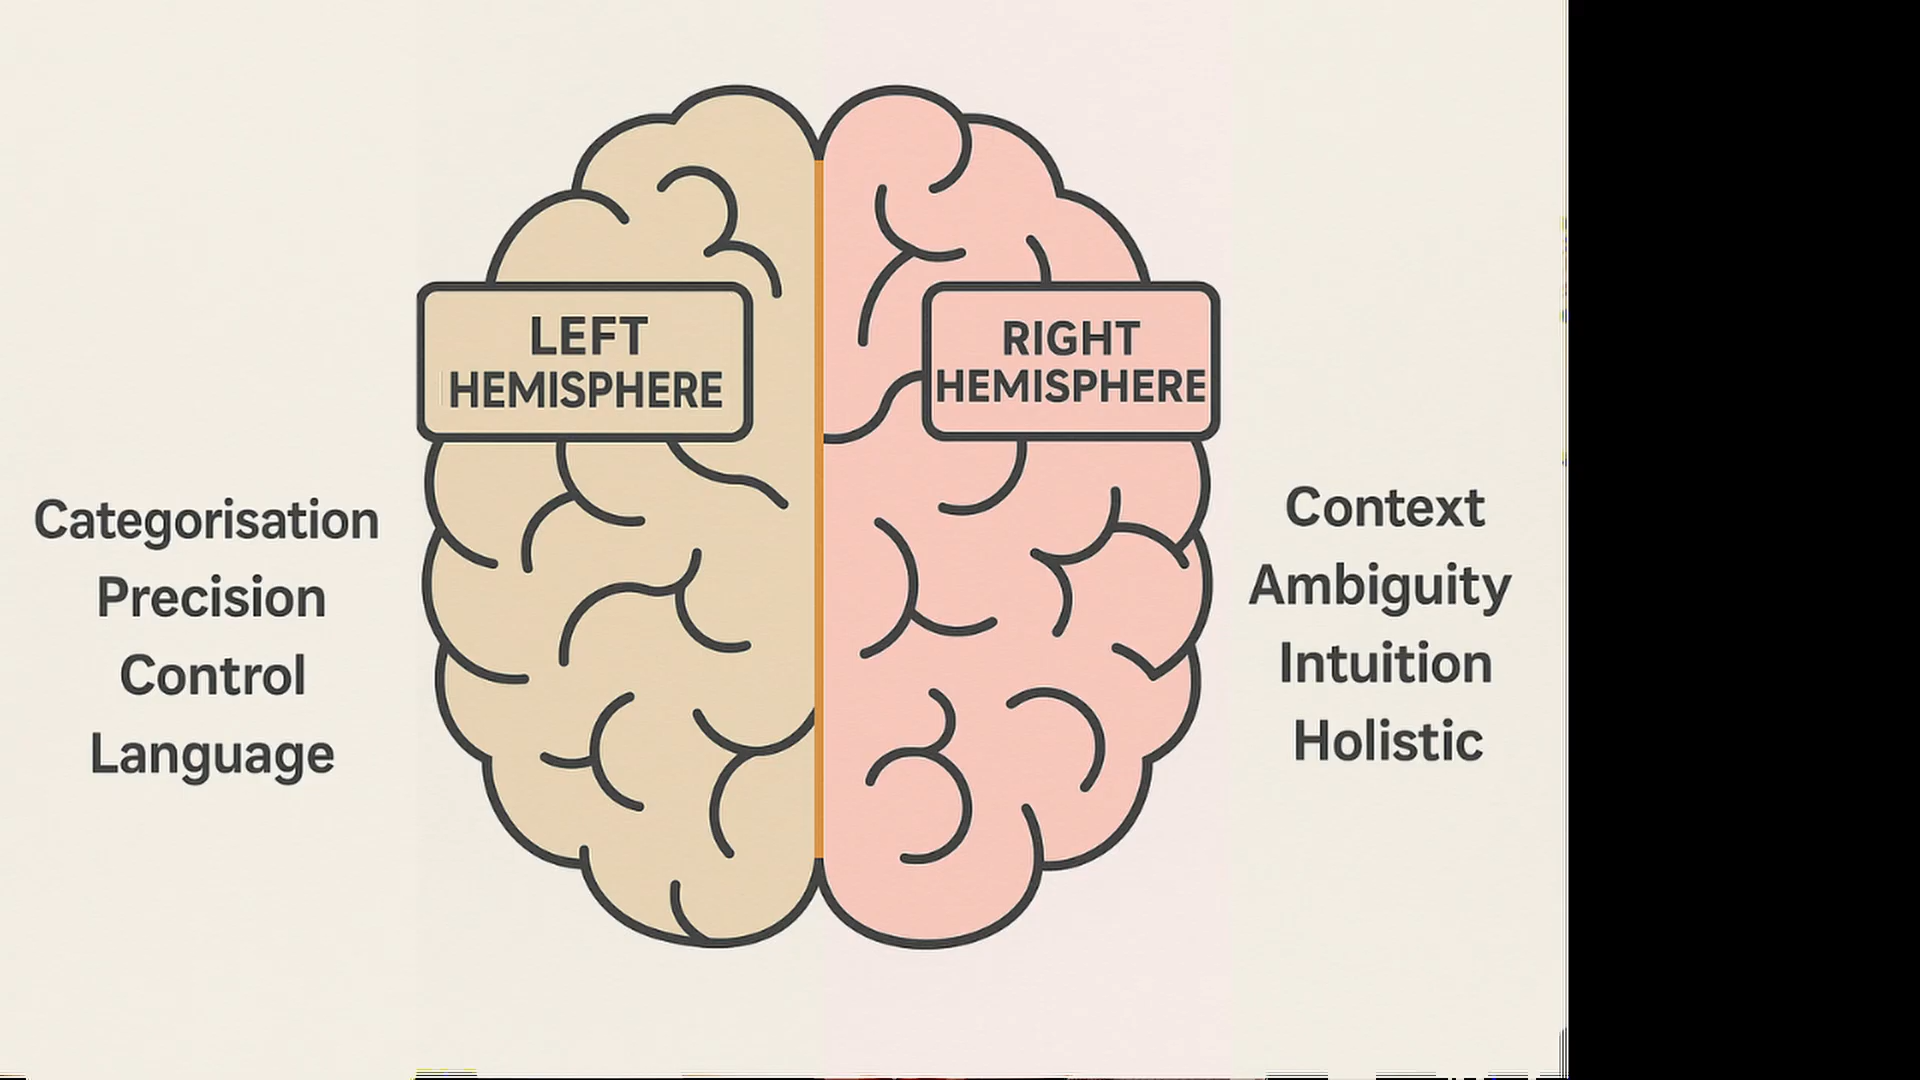 LEFT
HEMISPHERE
RIGHT
HEMISPHERE
Categorisation
Precision
Control
Language
Context
Ambiguity
Intuition
Holistic